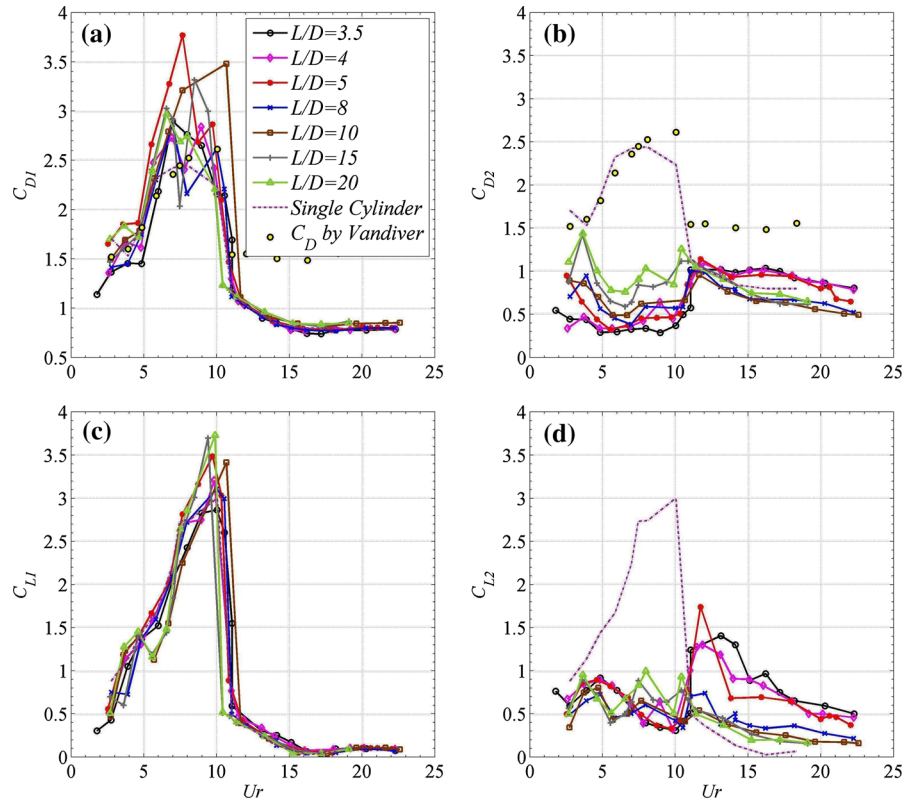 (a)
C_D1
4
3.5
3
2.5
2
1.5
1
0.5
0 5 10 15 20 25
L/D=3.5
L/D=4
L/D=5
L/D=8
L/D=10
L/D=15
L/D=20
Single Cylinder
C_D by Vandiver
(b)
C_D2
4
3.5
3
2.5
2
1.5
1
0.5
0
0 5 10 15 20 25
(c)
C_L1
4
3.5
3
2.5
2
1.5
1
0.5
0
0 5 10 15 20 25
Ur
(d)
C_L2
4
3.5
3
2.5
2
1.5
1
0.5
0
0 5 10 15 20 25
Ur